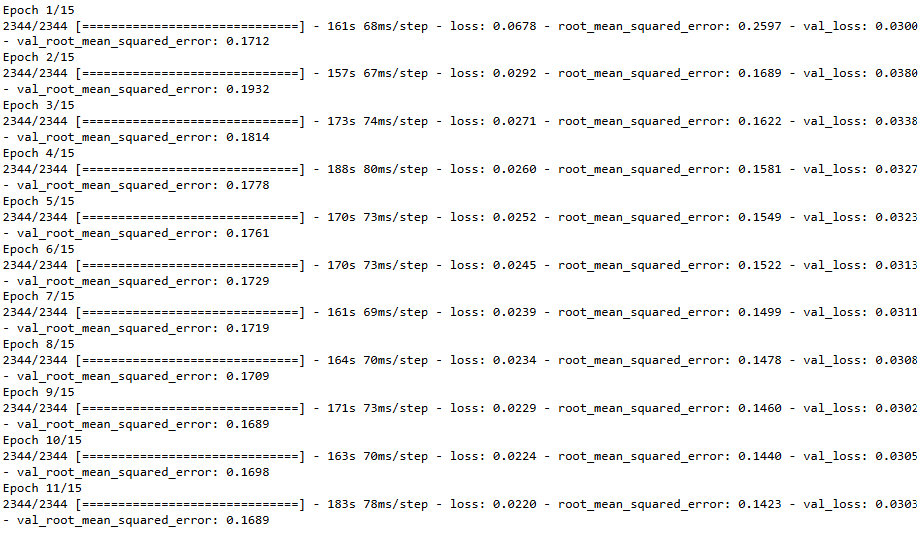 Epoch 1/15
2344/2344 [==============================] - 161s 68ms/step - loss: 0.0678 - root_mean_squared_error: 0.2597 - val_loss: 0.0300
- val_root_mean_squared_error: 0.1712
Epoch 2/15
2344/2344 [==============================] - 157s 67ms/step - loss: 0.0292 - root_mean_squared_error: 0.1689 - val_loss: 0.0380
- val_root_mean_squared_error: 0.1932
Epoch 3/15
2344/2344 [==============================] - 173s 74ms/step - loss: 0.0271 - root_mean_squared_error: 0.1622 - val_loss: 0.0338
- val_root_mean_squared_error: 0.1814
Epoch 4/15
2344/2344 [==============================] - 188s 80ms/step - loss: 0.0260 - root_mean_squared_error: 0.1581 - val_loss: 0.0327
- val_root_mean_squared_error: 0.1778
Epoch 5/15
2344/2344 [==============================] - 170s 73ms/step - loss: 0.0252 - root_mean_squared_error: 0.1549 - val_loss: 0.0323
- val_root_mean_squared_error: 0.1761
Epoch 6/15
2344/2344 [==============================] - 170s 73ms/step - loss: 0.0245 - root_mean_squared_error: 0.1522 - val_loss: 0.0313
- val_root_mean_squared_error: 0.1729
Epoch 7/15
2344/2344 [==============================] - 161s 69ms/step - loss: 0.0239 - root_mean_squared_error: 0.1499 - val_loss: 0.0311
- val_root_mean_squared_error: 0.1719
Epoch 8/15
2344/2344 [==============================] - 164s 70ms/step - loss: 0.0234 - root_mean_squared_error: 0.1478 - val_loss: 0.0308
- val_root_mean_squared_error: 0.1709
Epoch 9/15
2344/2344 [==============================] - 171s 73ms/step - loss: 0.0229 - root_mean_squared_error: 0.1460 - val_loss: 0.0302
- val_root_mean_squared_error: 0.1689
Epoch 10/15
2344/2344 [==============================] - 163s 70ms/step - loss: 0.0224 - root_mean_squared_error: 0.1440 - val_loss: 0.0305
- val_root_mean_squared_error: 0.1698
Epoch 11/15
2344/2344 [==============================] - 183s 78ms/step - loss: 0.0220 - root_mean_squared_error: 0.1423 - val_loss: 0.0303
- val_root_mean_squared_error: 0.1689